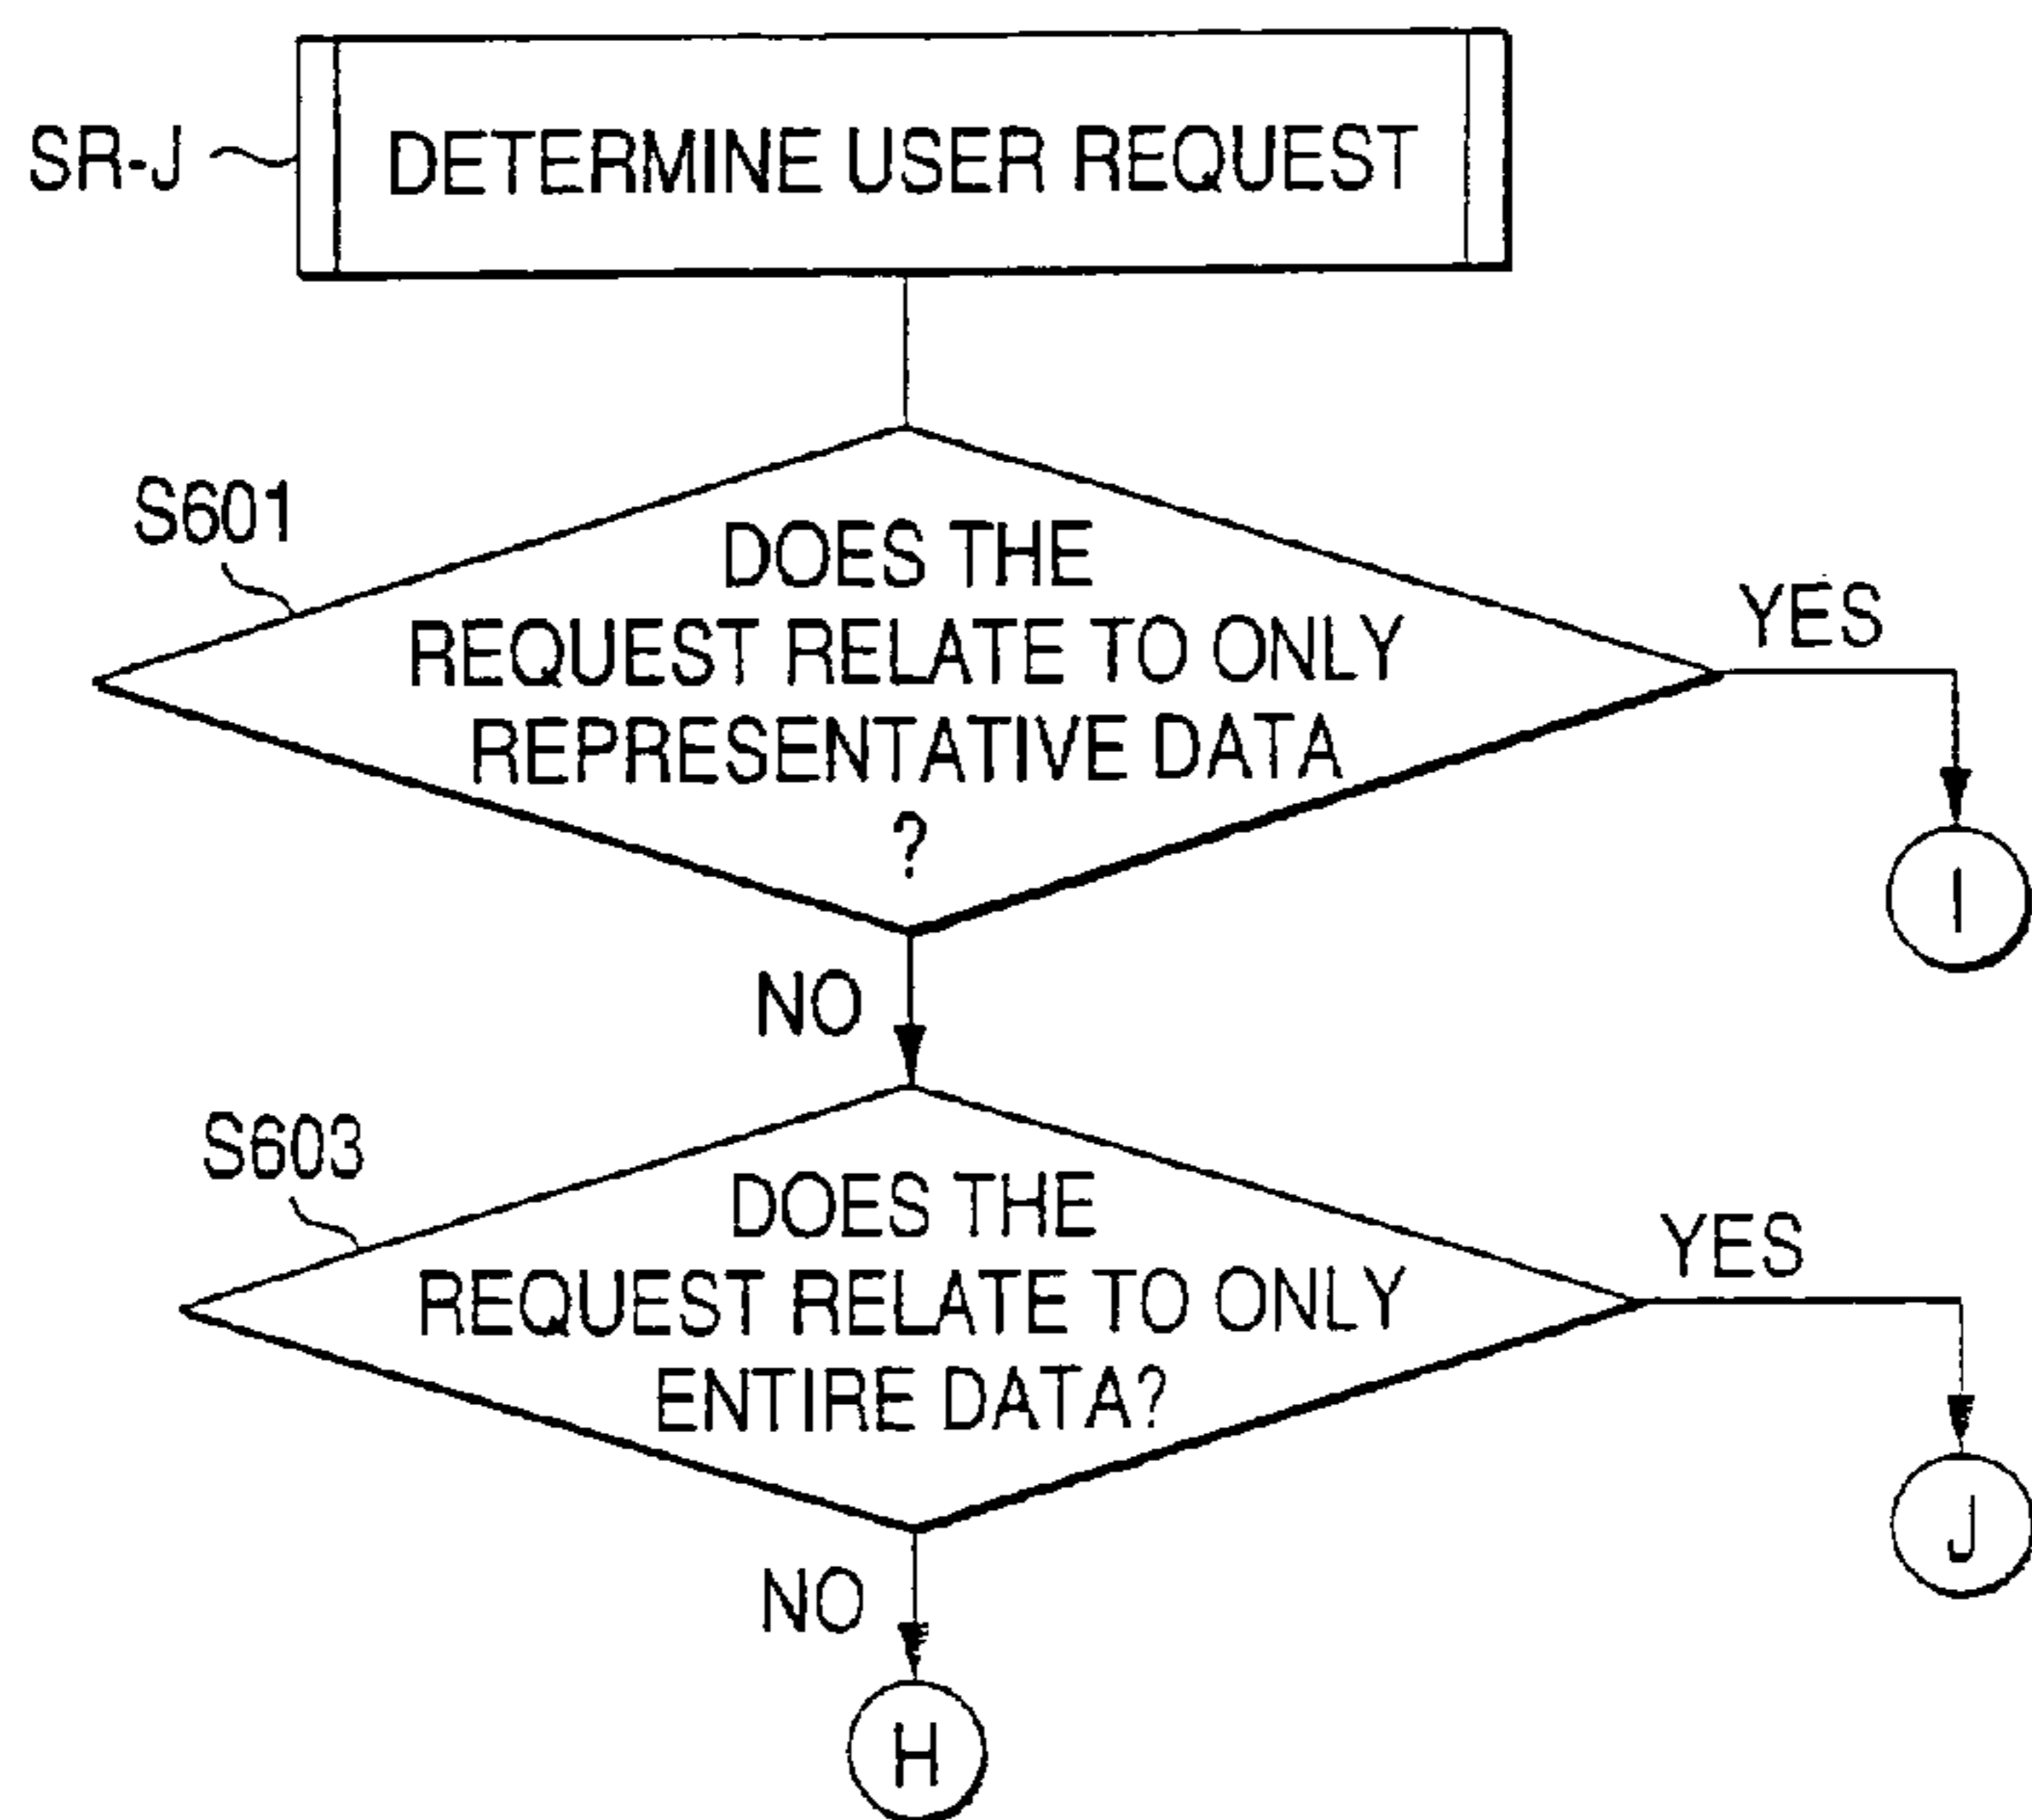 SR-J
DETERMINE USER REQUEST
S601
DOES THE
REQUEST RELATE TO ONLY
REPRESENTATIVE DATA
?
YES
I
NO
S603
DOES THE
REQUEST RELATE TO ONLY
ENTIRE DATA?
YES
J
NO
H